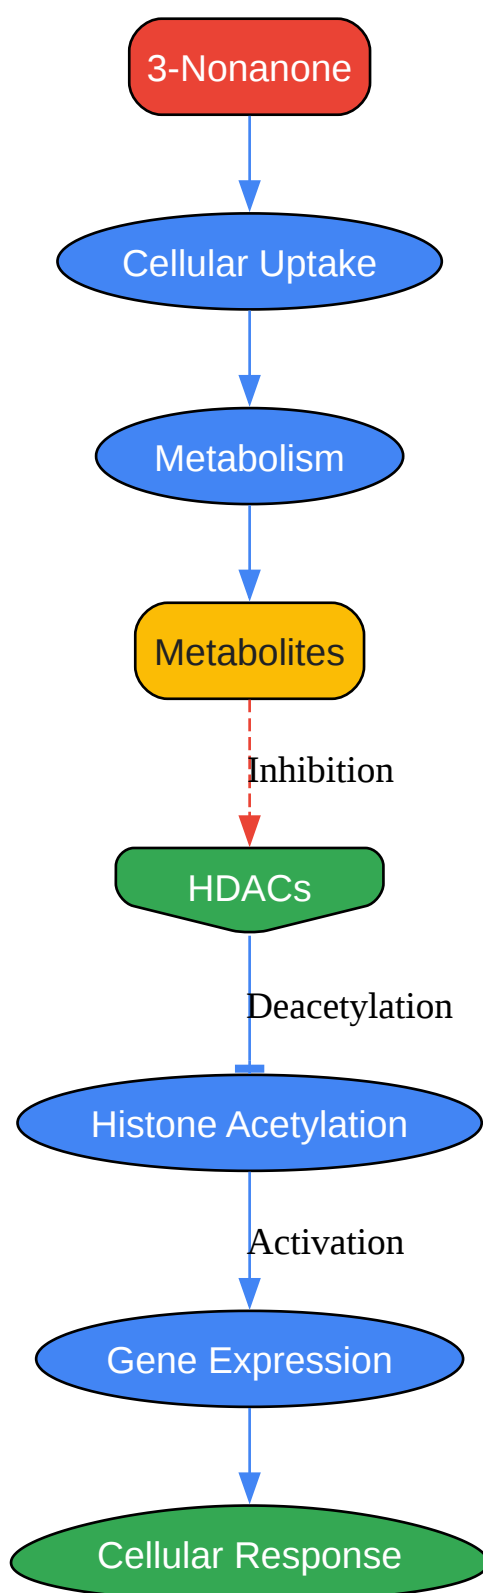 3-Nonanone
Cellular Uptake
Metabolism
Metabolites
Inhibition
HDACs
Deacetylation
Histone Acetylation
Activation
Gene Expression
Cellular Response